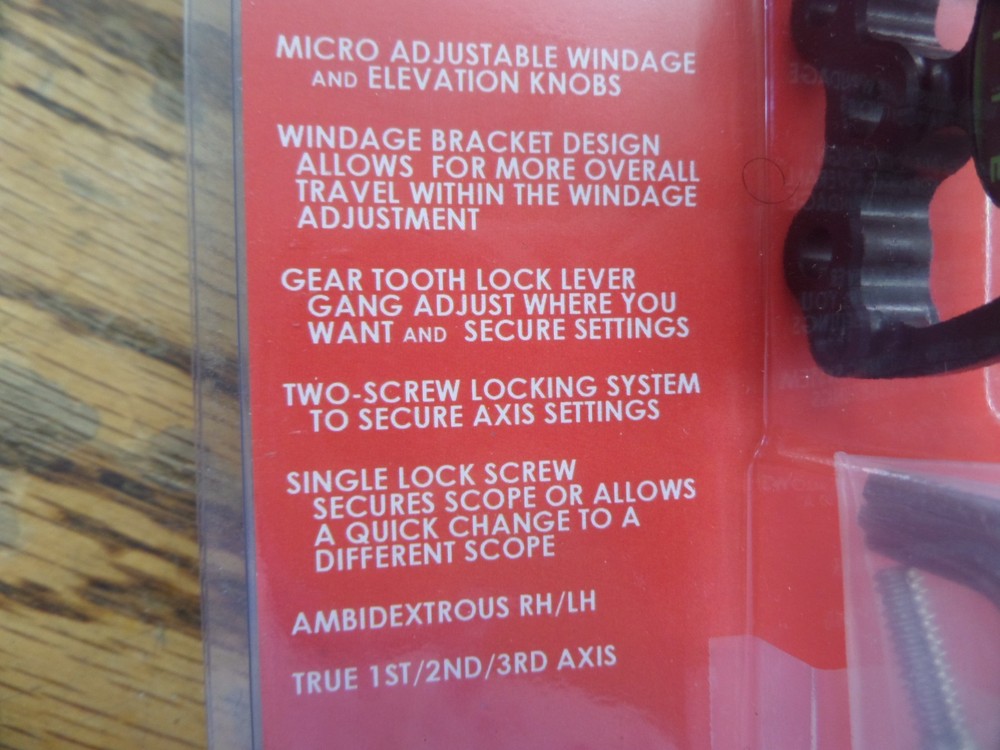 MICRO ADJUSTABLE WINDAGE
AND ELEVATION KNOBS
WINDAGE BRACKET DESIGN
ALLOWS FOR MORE OVERALL
TRAVEL WITHIN THE WINDAGE
ADJUSTMENT
GEAR TOOTH LOCK LEVER
GANG ADJUST WHERE YOU
WANT AND SECURE SETTINGS
TWO-SCREW LOCKING SYSTEM
TO SECURE AXIS SETTINGS
SINGLE LOCK SCREW
SECURES SCOPE OR ALLOWS
A QUICK CHANGE TO A
DIFFERENT SCOPE
AMBIDEXTROUS RH/LH
TRUE 1ST/2ND/3RD AXIS